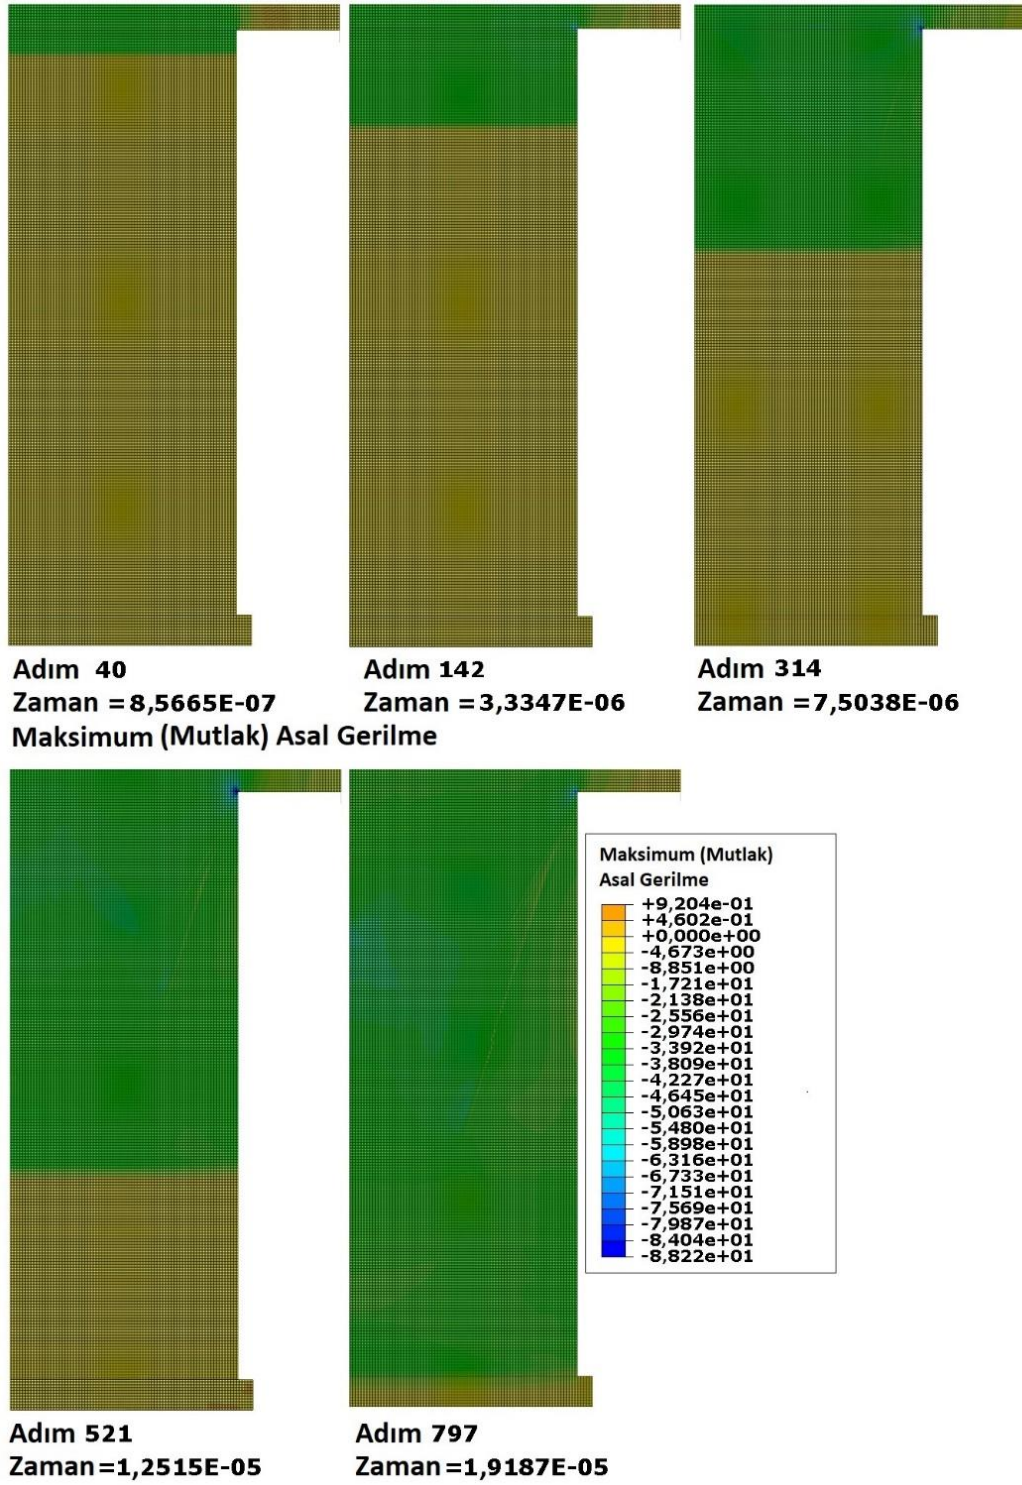 Adım 40
Zaman =8,5665E-07
Adım 142
Zaman =3,3347E-06
Adım 314
Zaman =7,5038E-06
Maksimum (Mutlak) Asal Gerilme
Maksimum (Mutlak)
Asal Gerilme
+9,204e-01
+4,602e-01
+0,000e+00
-4,673e+00
-8,851e+00
-1,721e+01
-2,138e+01
-2,556e+01
-2,974e+01
-3,392e+01
-3,809e+01
-4,227e+01
-4,645e+01
-5,063e+01
-5,480e+01
-5,898e+01
-6,316e+01
-6,733e+01
-7,151e+01
-7,569e+01
-7,987e+01
-8,404e+01
-8,822e+01
Adım 521
Zaman=1,2515E-05
Adım 797
Zaman=1,9187E-05